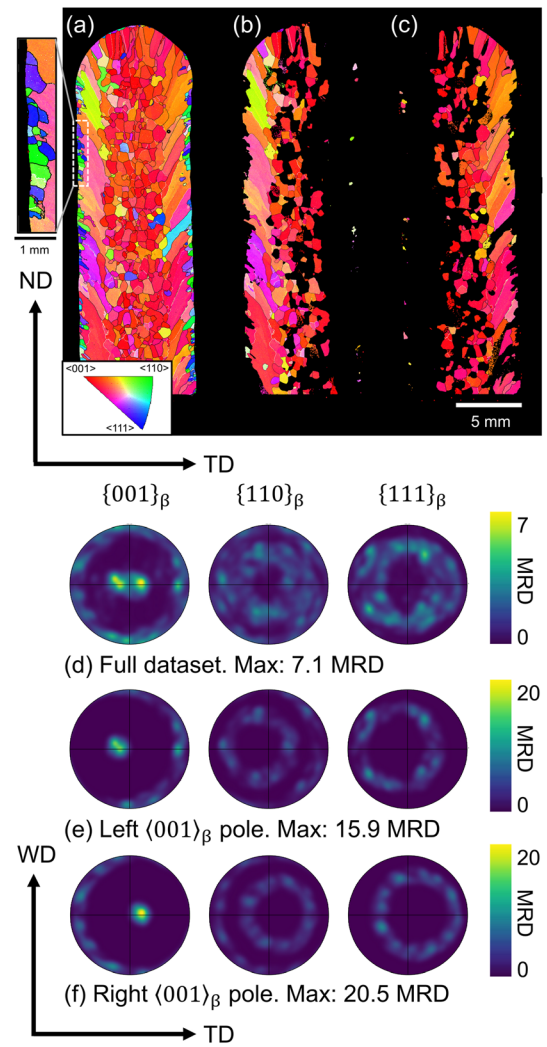 (a) (b) (c)
1 mm
ND
<001> <110>
<111>
5 mm
TD
{001}β {110}β {111}β
7
MRD
0
(d) Full dataset. Max: 7.1 MRD
20
MRD
0
(e) Left ⟨001⟩β pole. Max: 15.9 MRD
WD
20
MRD
0
(f) Right ⟨001⟩β pole. Max: 20.5 MRD
TD